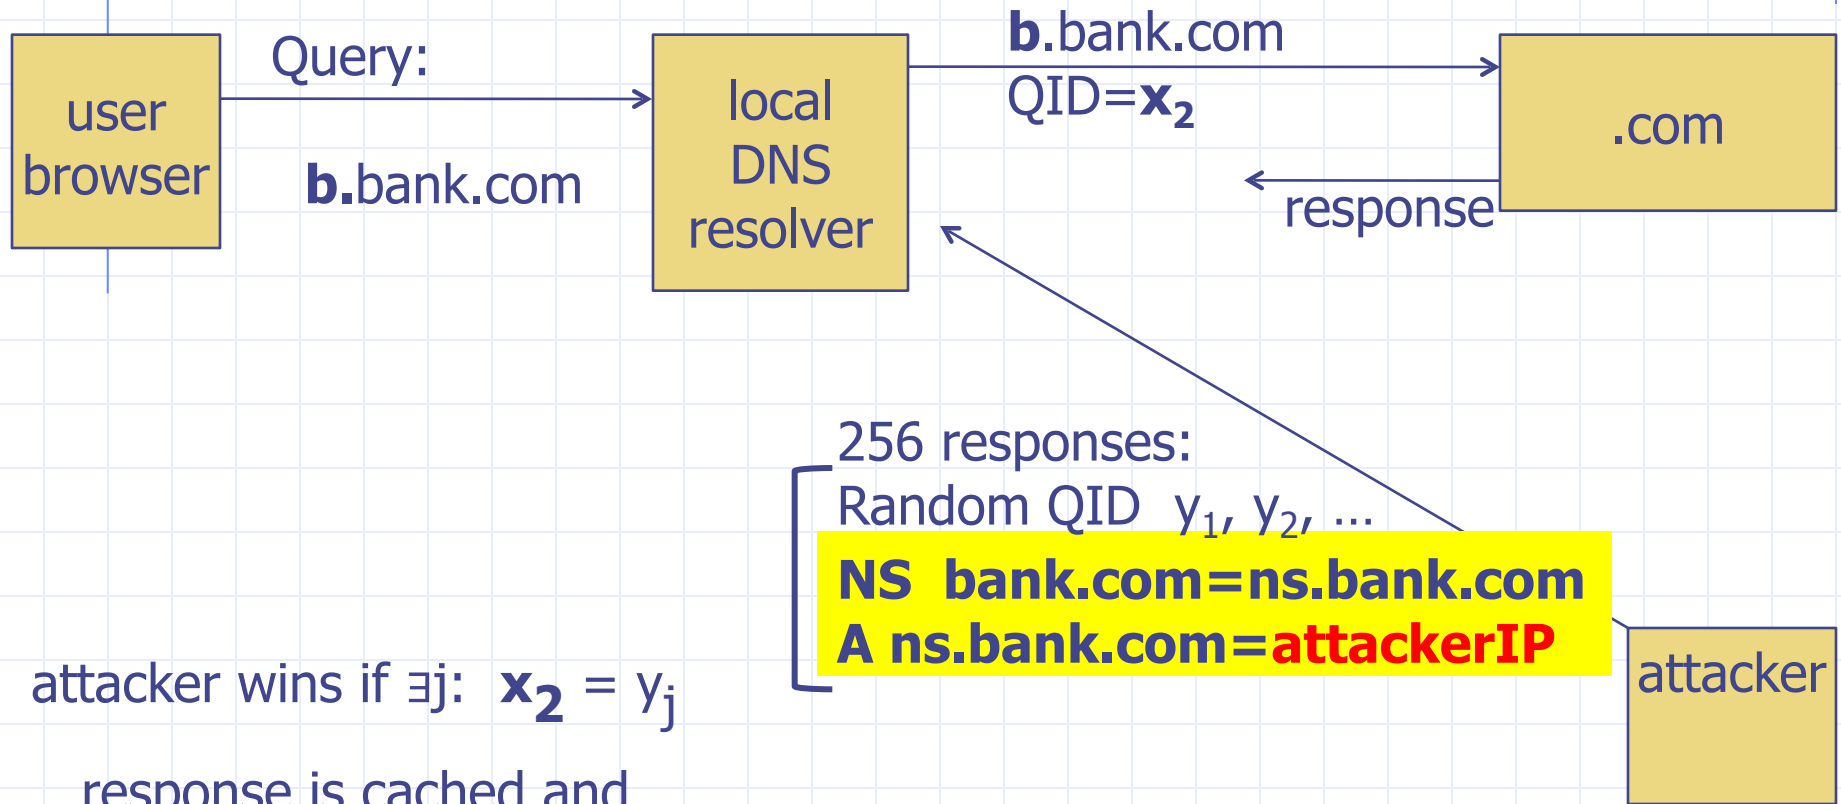 user
browser
Query:
b.bank.com
local
DNS
resolver
b.bank.com
QID=x₂
.com
response
256 responses:
Random QID y₁, y₂, …
NS bank.com=ns.bank.com
A ns.bank.com=attackerIP
attacker
attacker wins if ∃j: x₂ = yⱼ
response is cached and